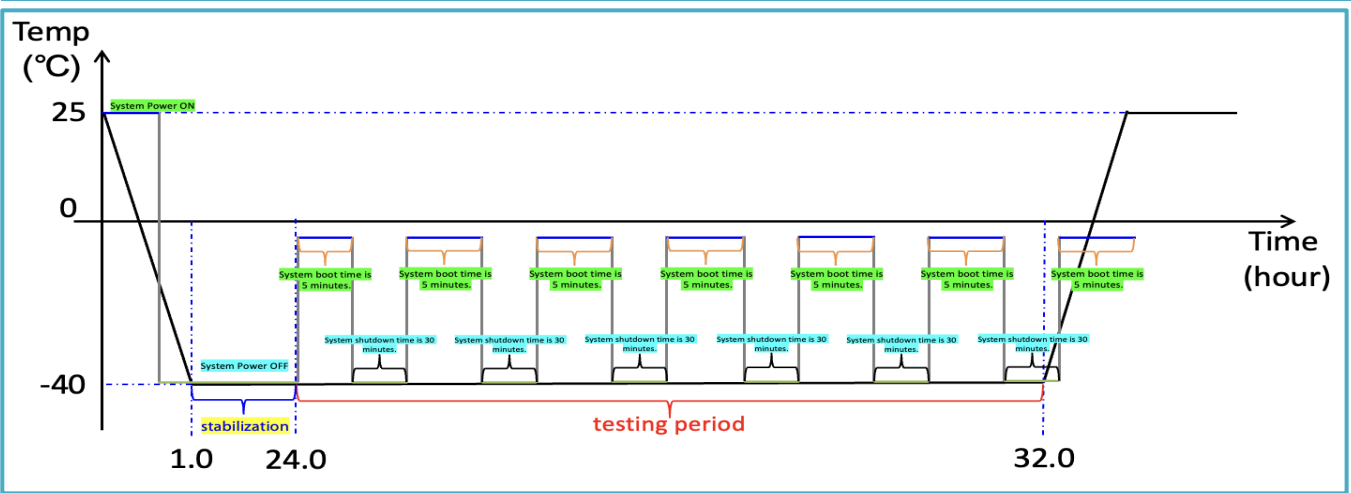 Temp
(℃)
System Power ON
25
0
Time
(hour)
System boot time is
5 minutes.
System boot time is
5 minutes.
System boot time is
5 minutes.
System boot time is
5 minutes.
System boot time is
5 minutes.
System boot time is
5 minutes.
System boot time is
5 minutes.
System shutdown time is 30
minutes.
System shutdown time is 30
minutes.
System shutdown time is 30
minutes.
System shutdown time is 30
minutes.
System shutdown time is 30
minutes.
System shutdown time is 30
minutes.
System Power OFF
-40
stabilization
testing period
1.0
24.0
32.0